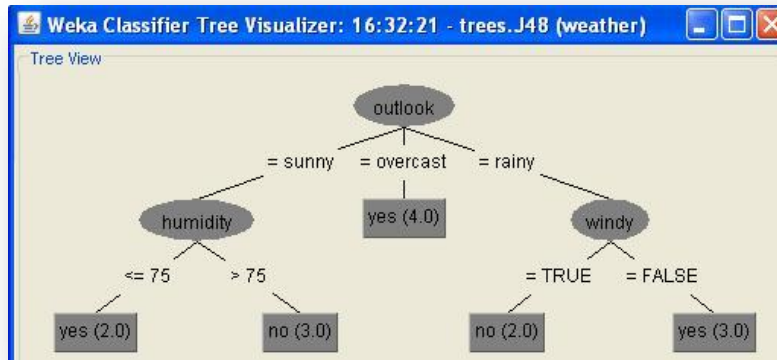 Weka Classifier Tree Visualizer: 16:32:21 - trees.J48 (weather)
Tree View
outlook
= sunny = overcast = rainy
humidity yes (4.0) windy
<= 75 > 75 = TRUE = FALSE
yes (2.0) no (3.0) no (2.0) yes (3.0)